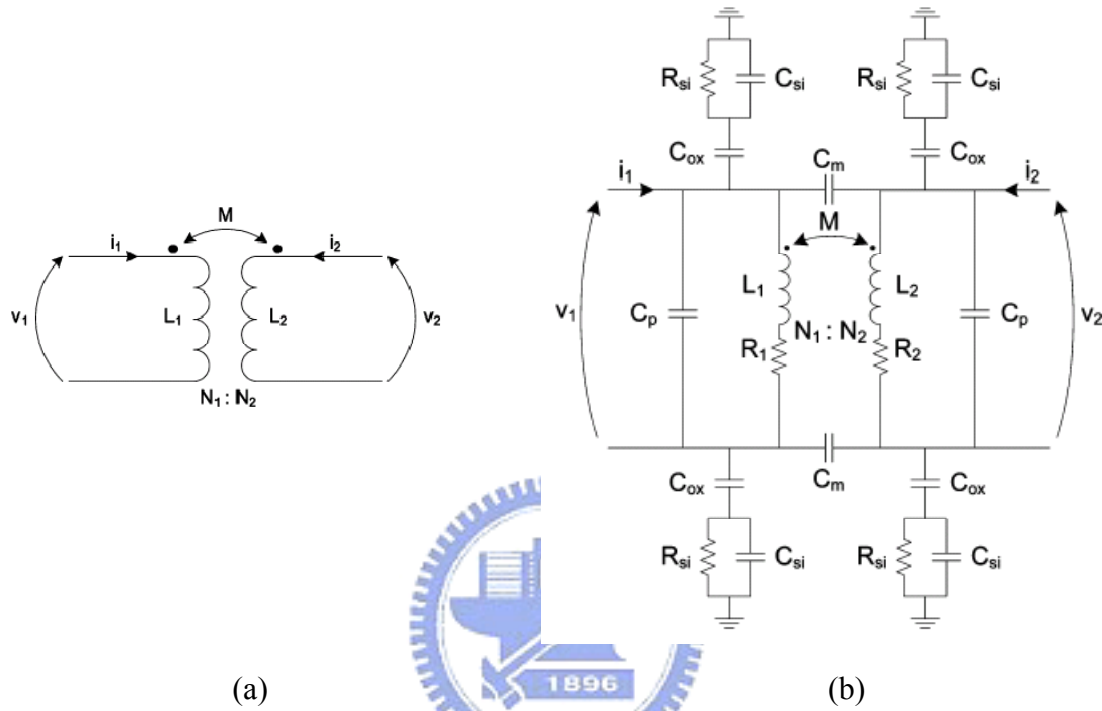 M
i1
i2
v1
L1
L2
v2
N1 : N2
(a)
Rsi
Csi
Rsi
Csi
Cox
Cm
Cox
i1
i2
M
v1
Cp
L1
L2
Cp
v2
N1 : N2
R1
R2
Cm
Cox
Cox
Rsi
Csi
Rsi
Csi
1896
(b)